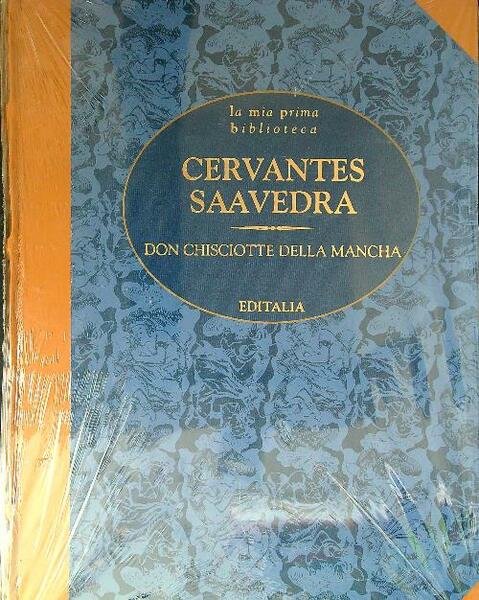 la mia prima
biblioteca
CERVANTES
SAAVEDRA
DON CHISCIOTTE DELLA MANCHA
EDITALIA